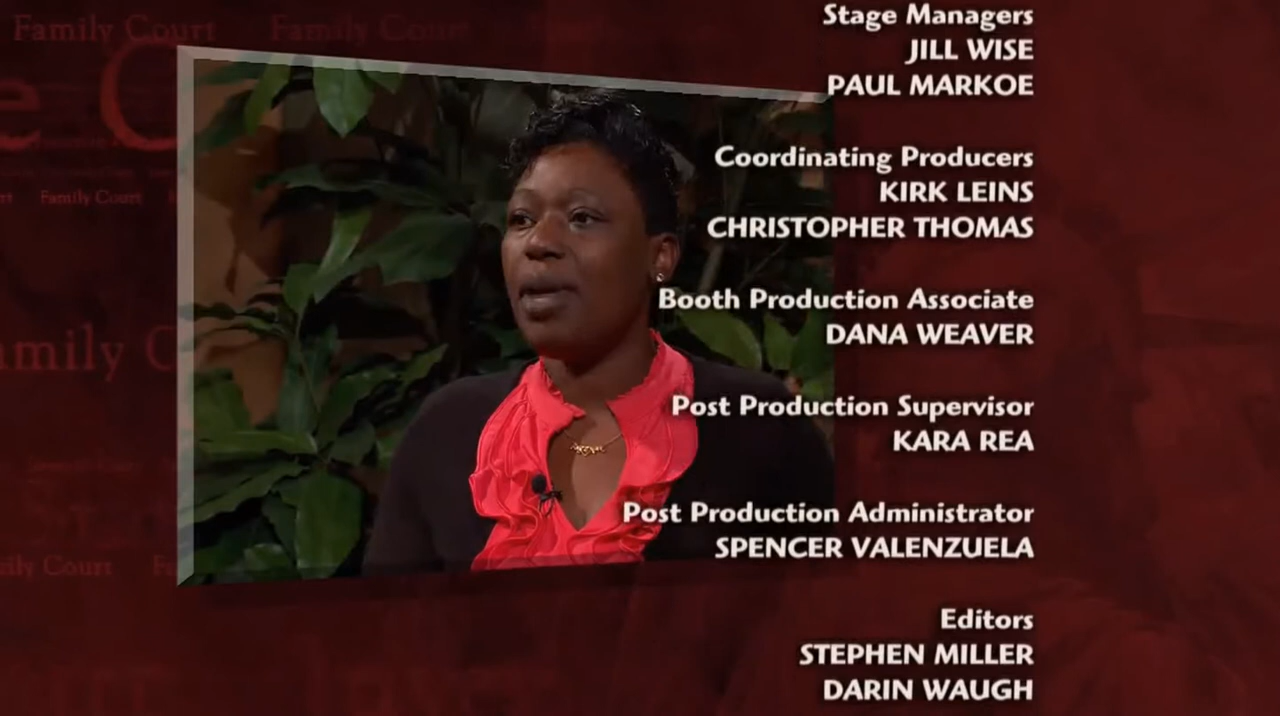 Family Court Family Court
e C
rt Family Court
amily C
mily Court
Stage Managers
JILL WISE
PAUL MARKOE
Coordinating Producers
KIRK LEINS
CHRISTOPHER THOMAS
Booth Production Associate
DANA WEAVER
Post Production Supervisor
KARA REA
Post Production Administrator
SPENCER VALENZUELA
Editors
STEPHEN MILLER
DARIN WAUGH